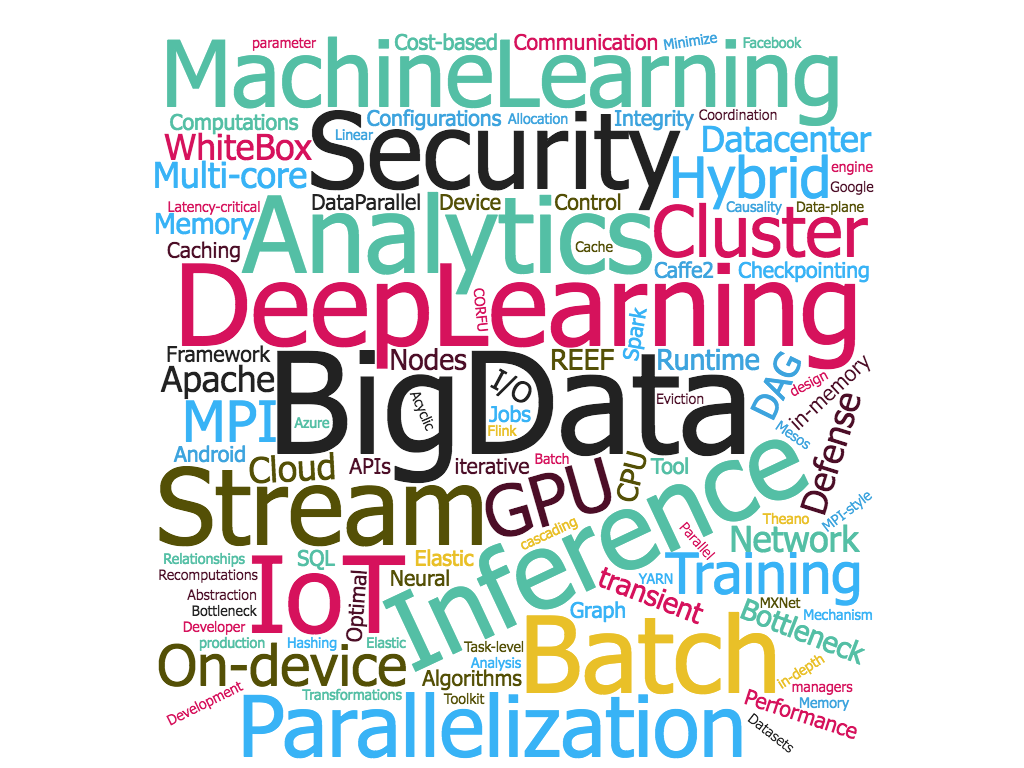 parameter
Cost-based
Communication
Minimize
Facebook
MachineLearning
Computations
Linear
Configurations
Allocation
Integrity
Coordination
WhiteBox
Security
Datacenter
Multi-core
Hybrid
engine
Google
Latency-critical
DataParallel
Device
Control
Causality
Data-plane
Memory
Analytics
Cluster
Caching
Cache
Caffe2
Checkpointing
DeepLearning
CORFU
Spark
Framework
Nodes
REEF
Runtime
DAG
design
in-memory
Apache
BigData
I/O
Acyclic
Jobs
Flink
Eviction
MPI
Azure
Mesos
Defense
Android
Cloud
APIs
iterative
Batch
CPU
Tool
Stream
GPU
Inference
MPI-style
cascading
Parallel
Theano
Network
Relationships
SQL
Elastic
Recomputations
IoT
Optimal
Neural
transient
YARN
Training
Abstraction
Bottleneck
Graph
MXNet
Bottleneck
Mechanism
Developer
production
Hashing
Elastic
Task-level
Batch
On-device
Analysis
Algorithms
in-depth
managers
Development
Transformations
Toolkit
Performance
Memory
Parallelization
Datasets